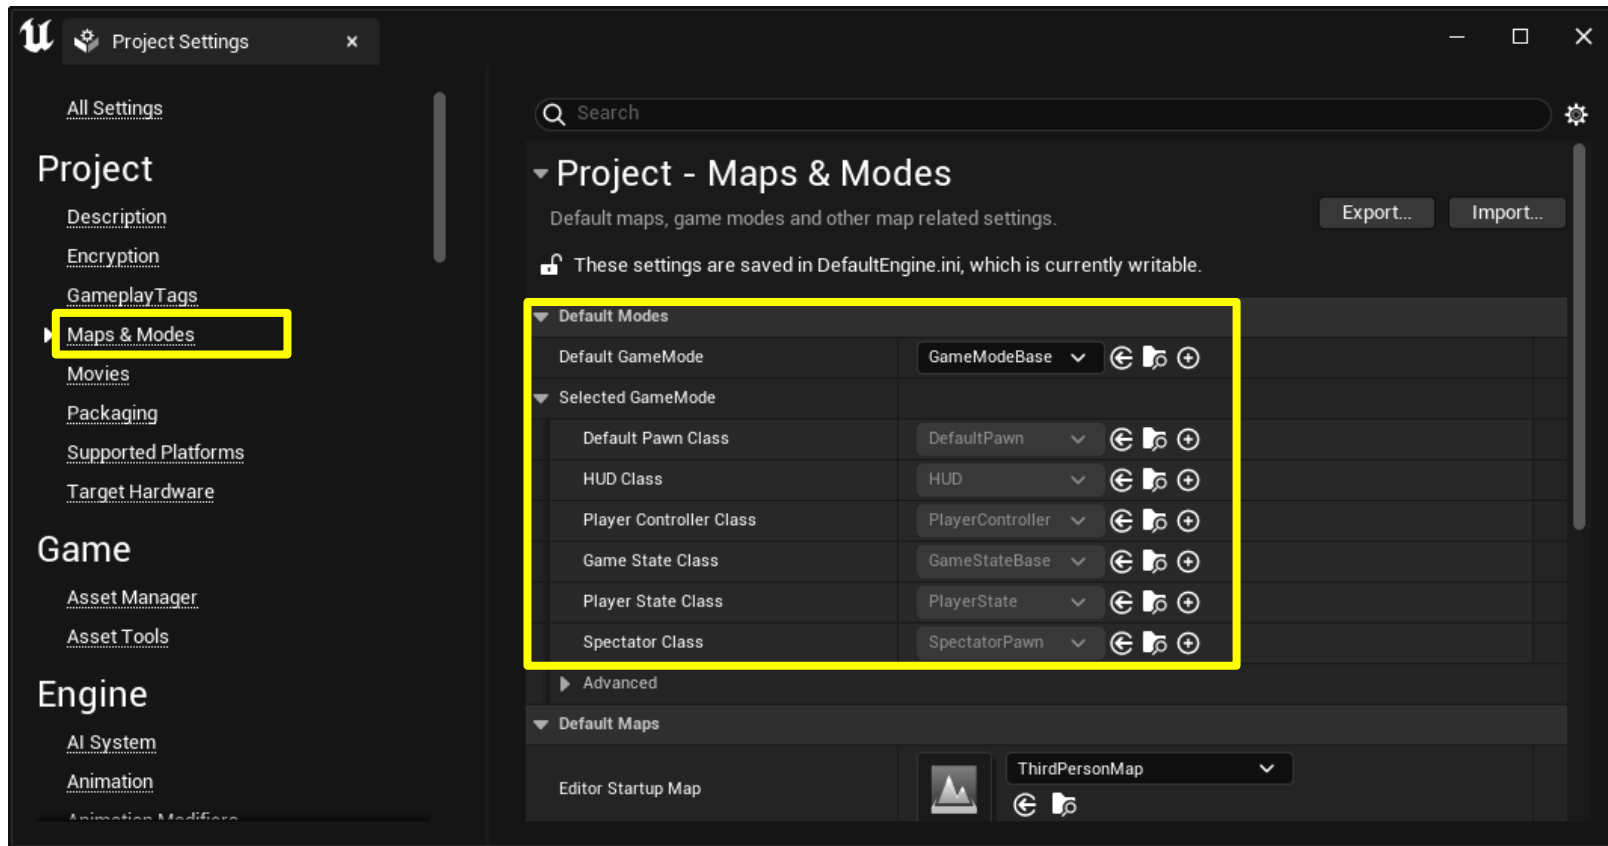 Project Settings
All Settings
Project
Description
Encryption
GameplayTags
Maps & Modes
Movies
Packaging
Supported Platforms
Target Hardware
Game
Asset Manager
Asset Tools
Engine
AI System
Animation
Animation Modifiers
Search
Project - Maps & Modes
Default maps, game modes and other map related settings.
Export... Import...
These settings are saved in DefaultEngine.ini, which is currently writable.
Default Modes
Default GameMode GameModeBase
Selected GameMode
Default Pawn Class DefaultPawn
HUD Class HUD
Player Controller Class PlayerController
Game State Class GameStateBase
Player State Class PlayerState
Spectator Class SpectatorPawn
Advanced
Default Maps
Editor Startup Map ThirdPersonMap